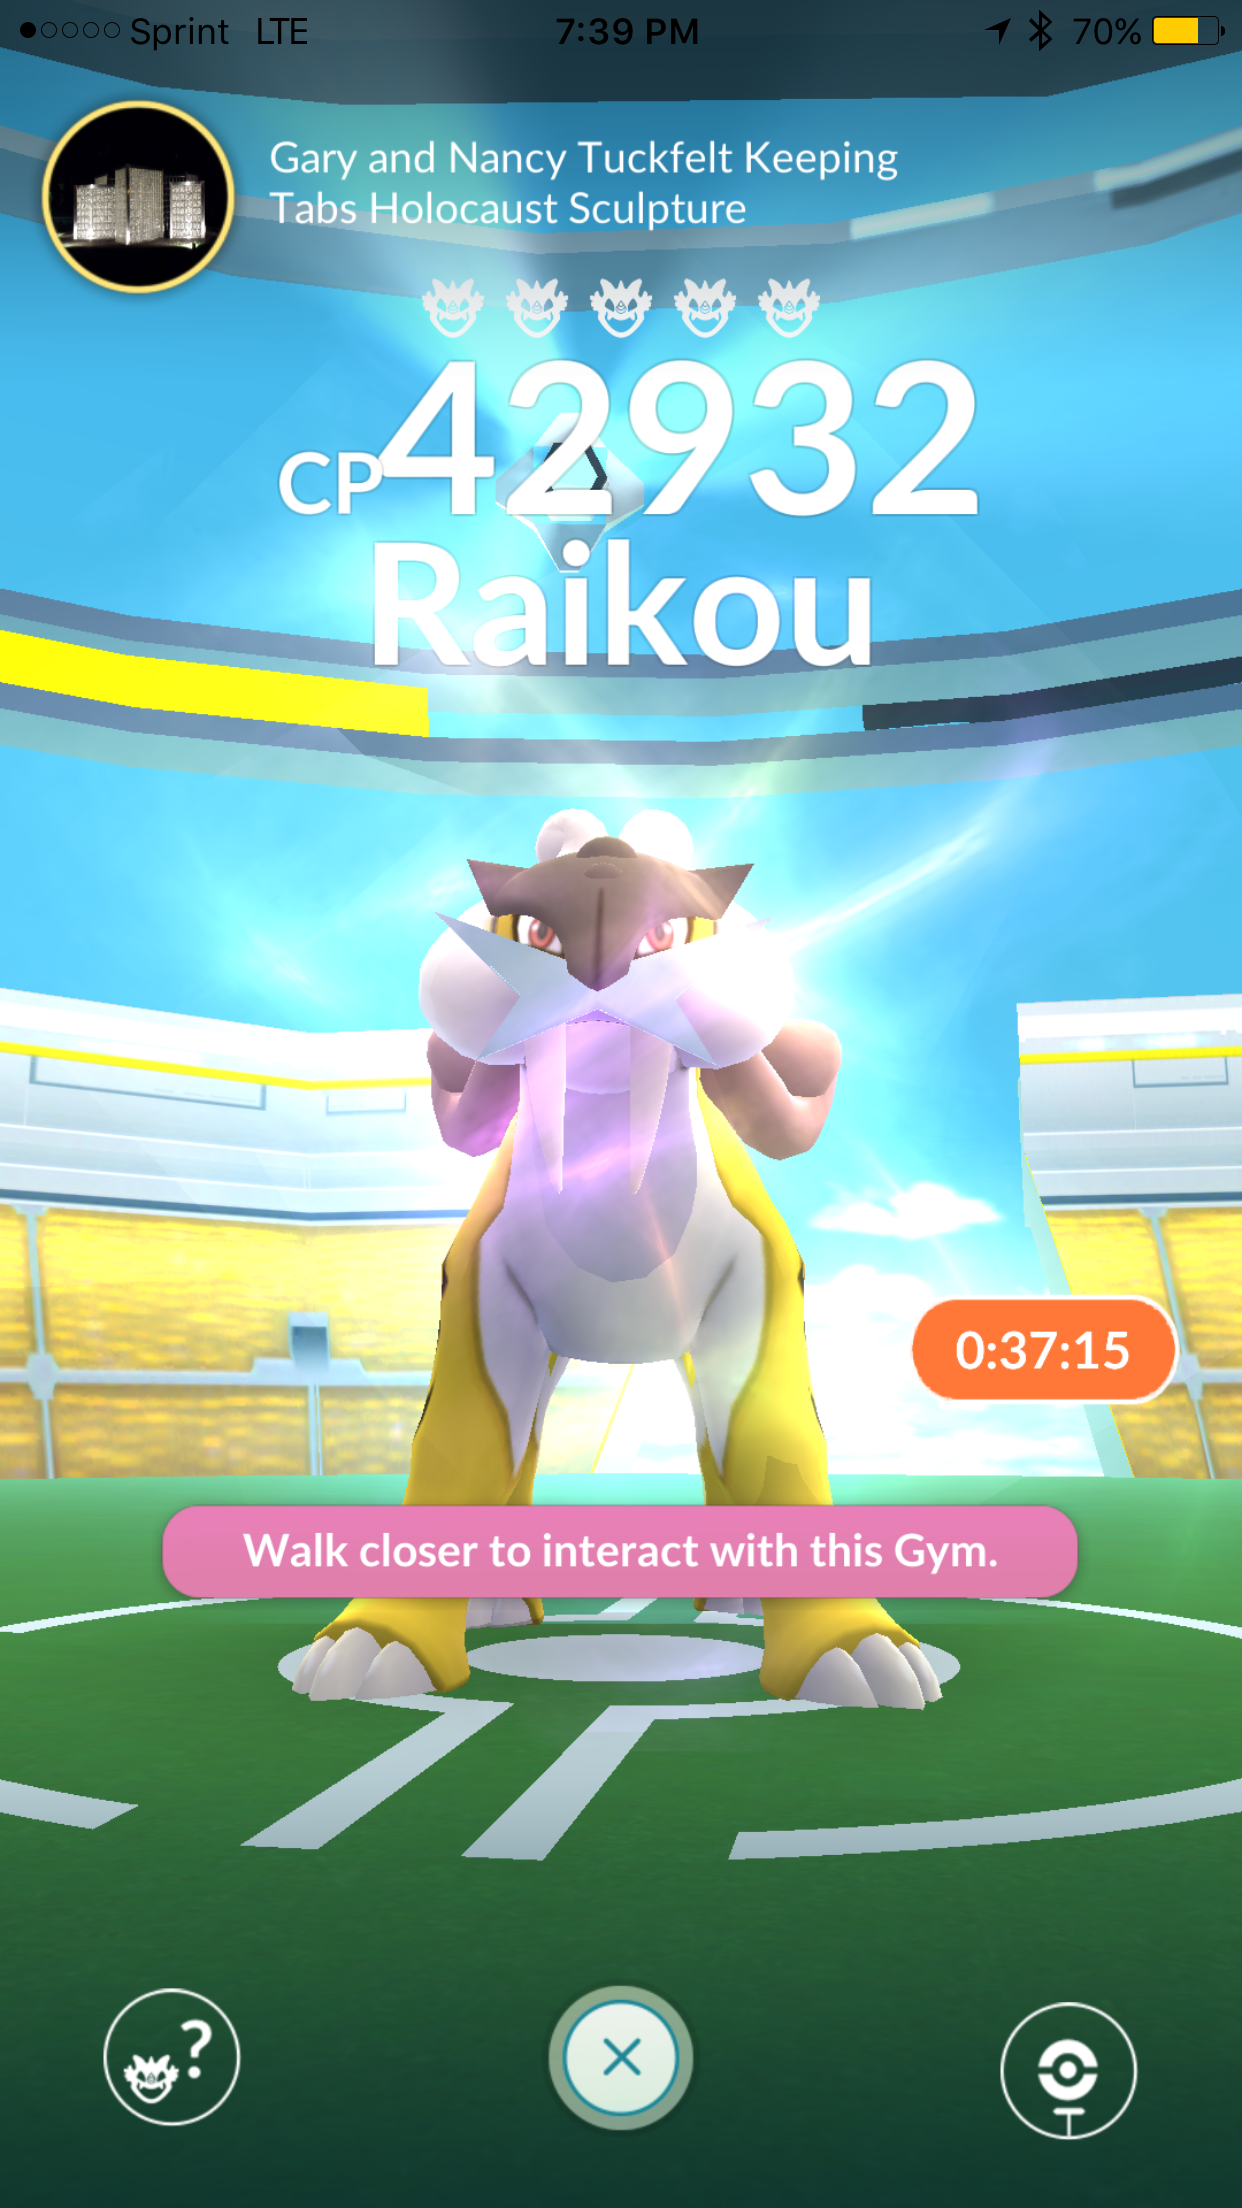 Sprint LTE 7:39 PM 70%
Gary and Nancy Tuckfelt Keeping
Tabs Holocaust Sculpture
CP42932
Raikou
0:37:15
Walk closer to interact with this Gym.
?